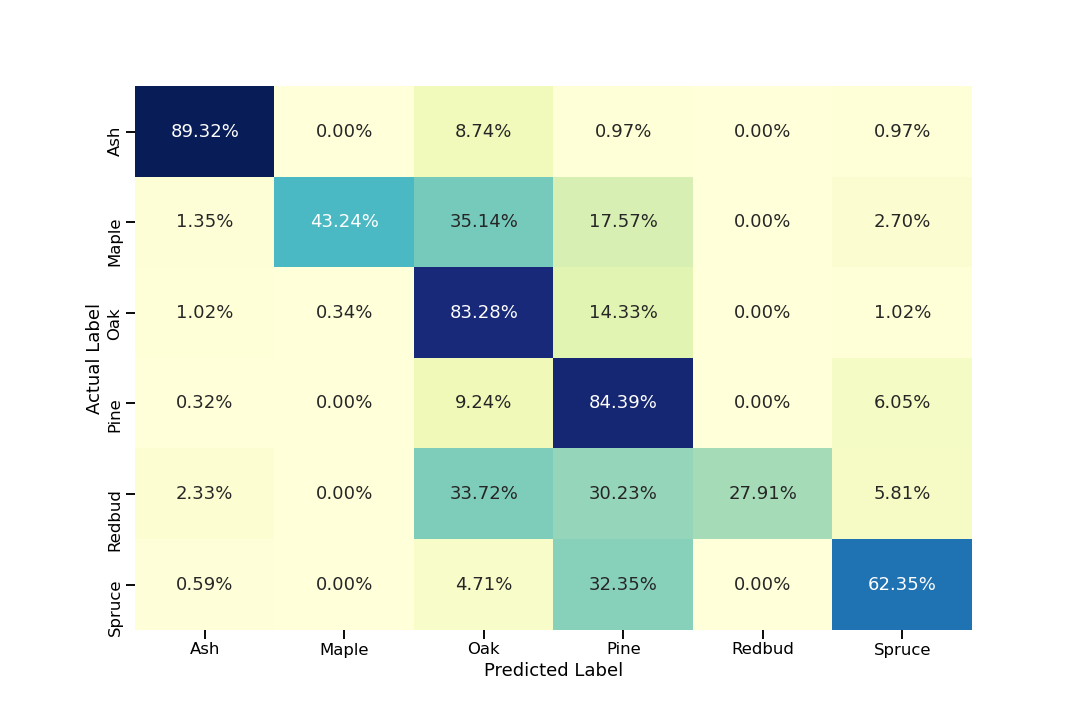 Actual Label
Ash 89.32% 0.00% 8.74% 0.97% 0.00% 0.97%
Maple 1.35% 43.24% 35.14% 17.57% 0.00% 2.70%
Oak 1.02% 0.34% 83.28% 14.33% 0.00% 1.02%
Pine 0.32% 0.00% 9.24% 84.39% 0.00% 6.05%
Redbud 2.33% 0.00% 33.72% 30.23% 27.91% 5.81%
Spruce 0.59% 0.00% 4.71% 32.35% 0.00% 62.35%
Ash Maple Oak Pine Redbud Spruce
Predicted Label